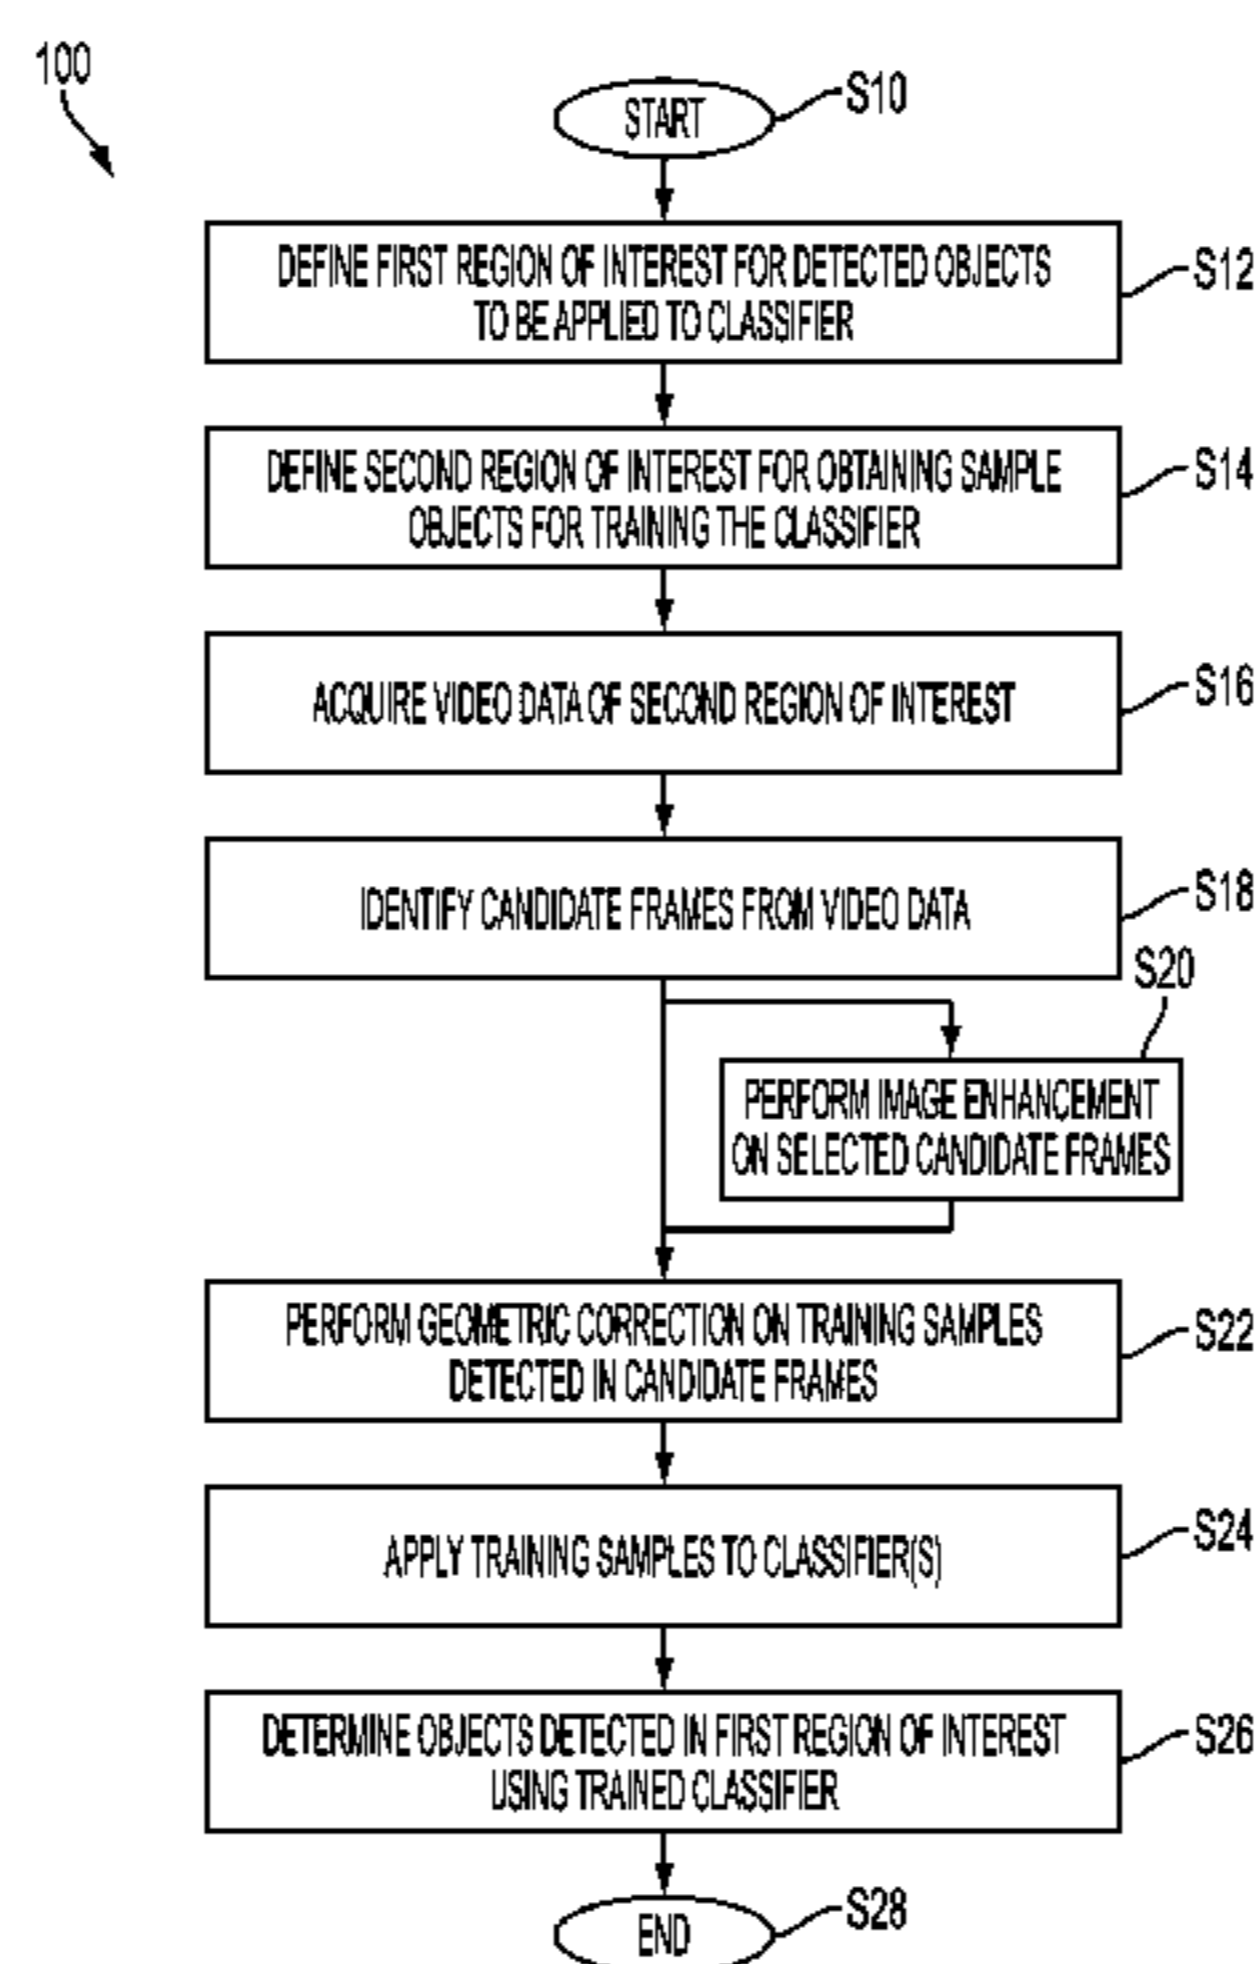 100
START
S10
DEFINE FIRST REGION OF INTEREST FOR DETECTED OBJECTS
TO BE APPLIED TO CLASSIFIER
S12
DEFINE SECOND REGION OF INTEREST FOR OBTAINING SAMPLE
OBJECTS FOR TRAINING THE CLASSIFIER
S14
ACQUIRE VIDEO DATA OF SECOND REGION OF INTEREST
S16
IDENTIFY CANDIDATE FRAMES FROM VIDEO DATA
S18
S20
PERFORM IMAGE ENHANCEMENT
ON SELECTED CANDIDATE FRAMES
PERFORM GEOMETRIC CORRECTION ON TRAINING SAMPLES
DETECTED IN CANDIDATE FRAMES
S22
APPLY TRAINING SAMPLES TO CLASSIFIER(S)
S24
DETERMINE OBJECTS DETECTED IN FIRST REGION OF INTEREST
USING TRAINED CLASSIFIER
S26
END
S28